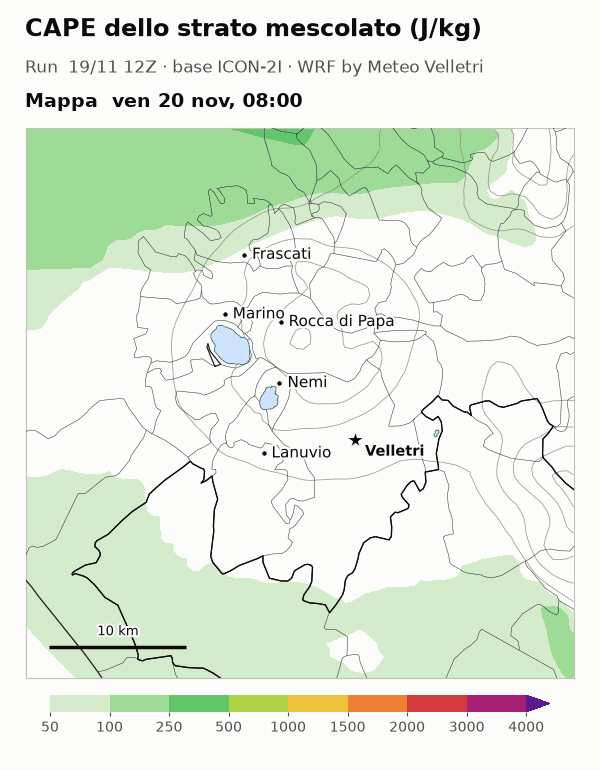 CAPE dello strato mescolato (J/kg)
Run  19/11 12Z · base ICON-2I · WRF by Meteo Velletri
Mappa  ven 20 nov, 08:00
Frascati
Marino
Rocca di Papa
Nemi
Velletri
Lanuvio
10 km
50 100 250 500 1000 1500 2000 3000 4000